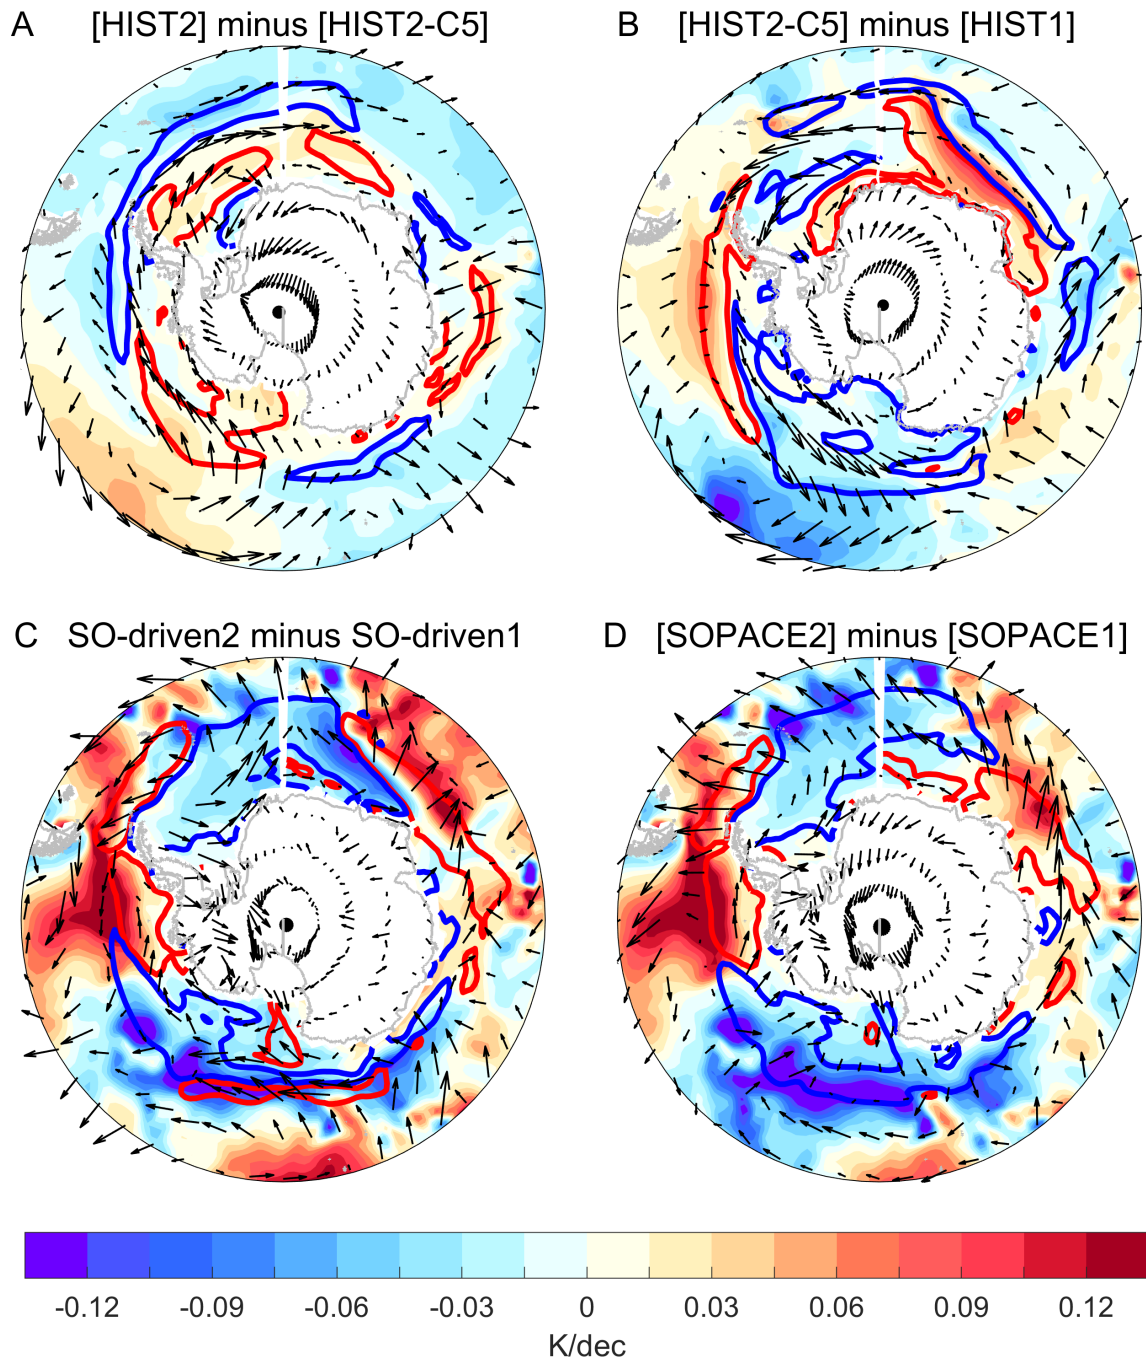 A [HIST2] minus [HIST2-C5]
B [HIST2-C5] minus [HIST1]
C SO-driven2 minus SO-driven1
D [SOPACE2] minus [SOPACE1]
-0.12 -0.09 -0.06 -0.03 0 0.03 0.06 0.09 0.12
K/dec